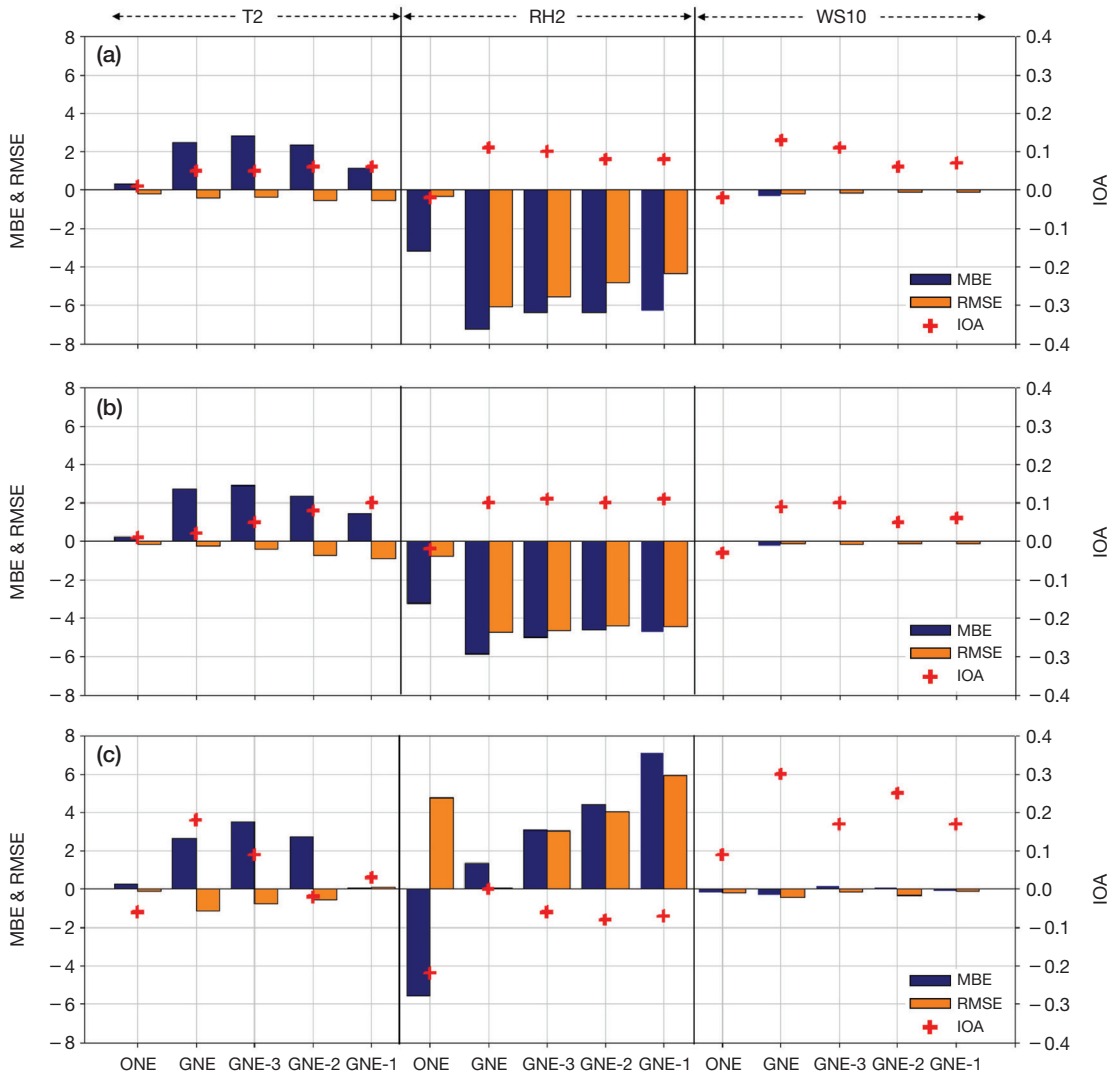 T2 RH2 WS10
(a)
8 0.4
6 0.3
4 0.2
2 0.1
0 0.0
−2 −0.1
−4 −0.2
−6 −0.3
−8 −0.4
MBE & RMSE
IOA
MBE
RMSE
IOA
(b)
8 0.4
6 0.3
4 0.2
2 0.1
0 0.0
−2 −0.1
−4 −0.2
−6 −0.3
−8 −0.4
MBE & RMSE
IOA
MBE
RMSE
IOA
(c)
8 0.4
6 0.3
4 0.2
2 0.1
0 0.0
−2 −0.1
−4 −0.2
−6 −0.3
−8 −0.4
MBE & RMSE
IOA
MBE
RMSE
IOA
ONE GNE GNE-3 GNE-2 GNE-1 ONE GNE GNE-3 GNE-2 GNE-1 ONE GNE GNE-3 GNE-2 GNE-1